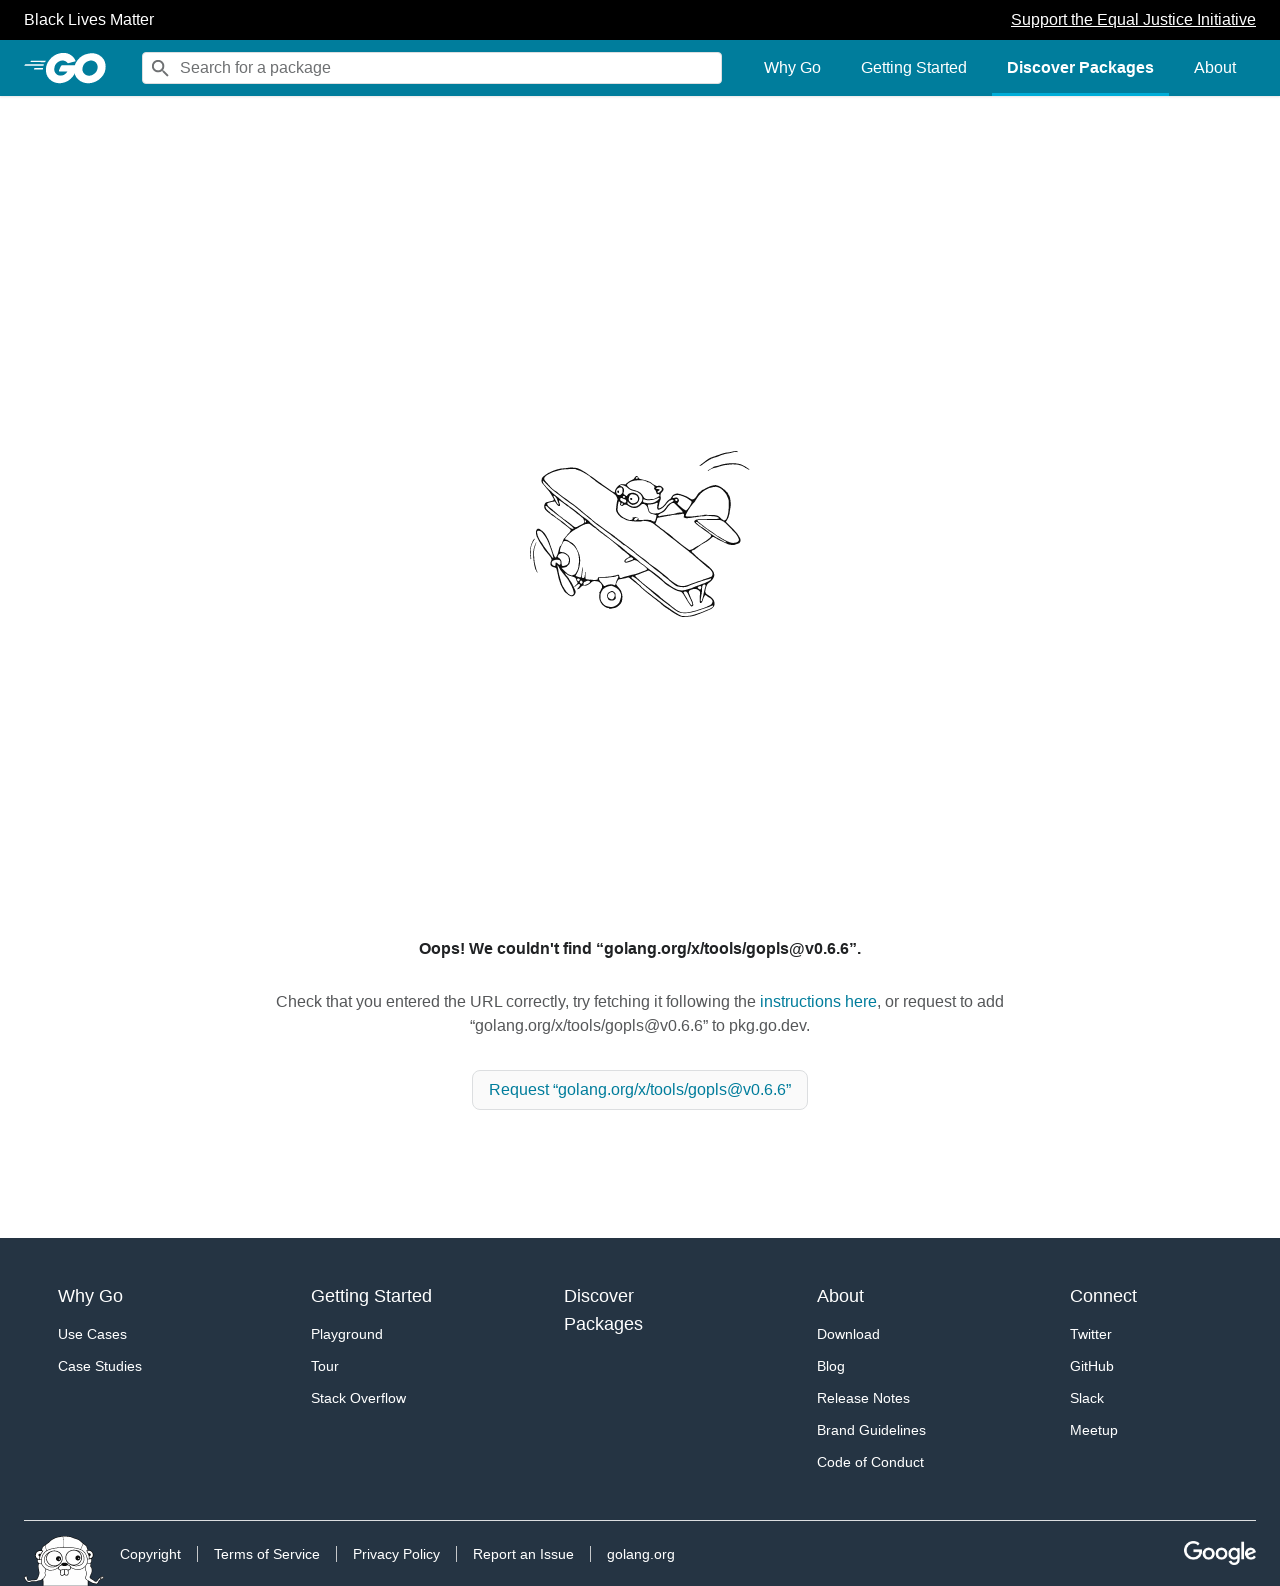 Black Lives Matter
Support the Equal Justice Initiative
GO
Search for a package
Why Go
Getting Started
Discover Packages
About
Oops! We couldn't find “golang.org/x/tools/gopls@v0.6.6”.
Check that you entered the URL correctly, try fetching it following the instructions here, or request to add
“golang.org/x/tools/gopls@v0.6.6” to pkg.go.dev.
Request “golang.org/x/tools/gopls@v0.6.6”
Why Go
Use Cases
Case Studies
Getting Started
Playground
Tour
Stack Overflow
Discover
Packages
About
Download
Blog
Release Notes
Brand Guidelines
Code of Conduct
Connect
Twitter
GitHub
Slack
Meetup
Copyright
Terms of Service
Privacy Policy
Report an Issue
golang.org
Google